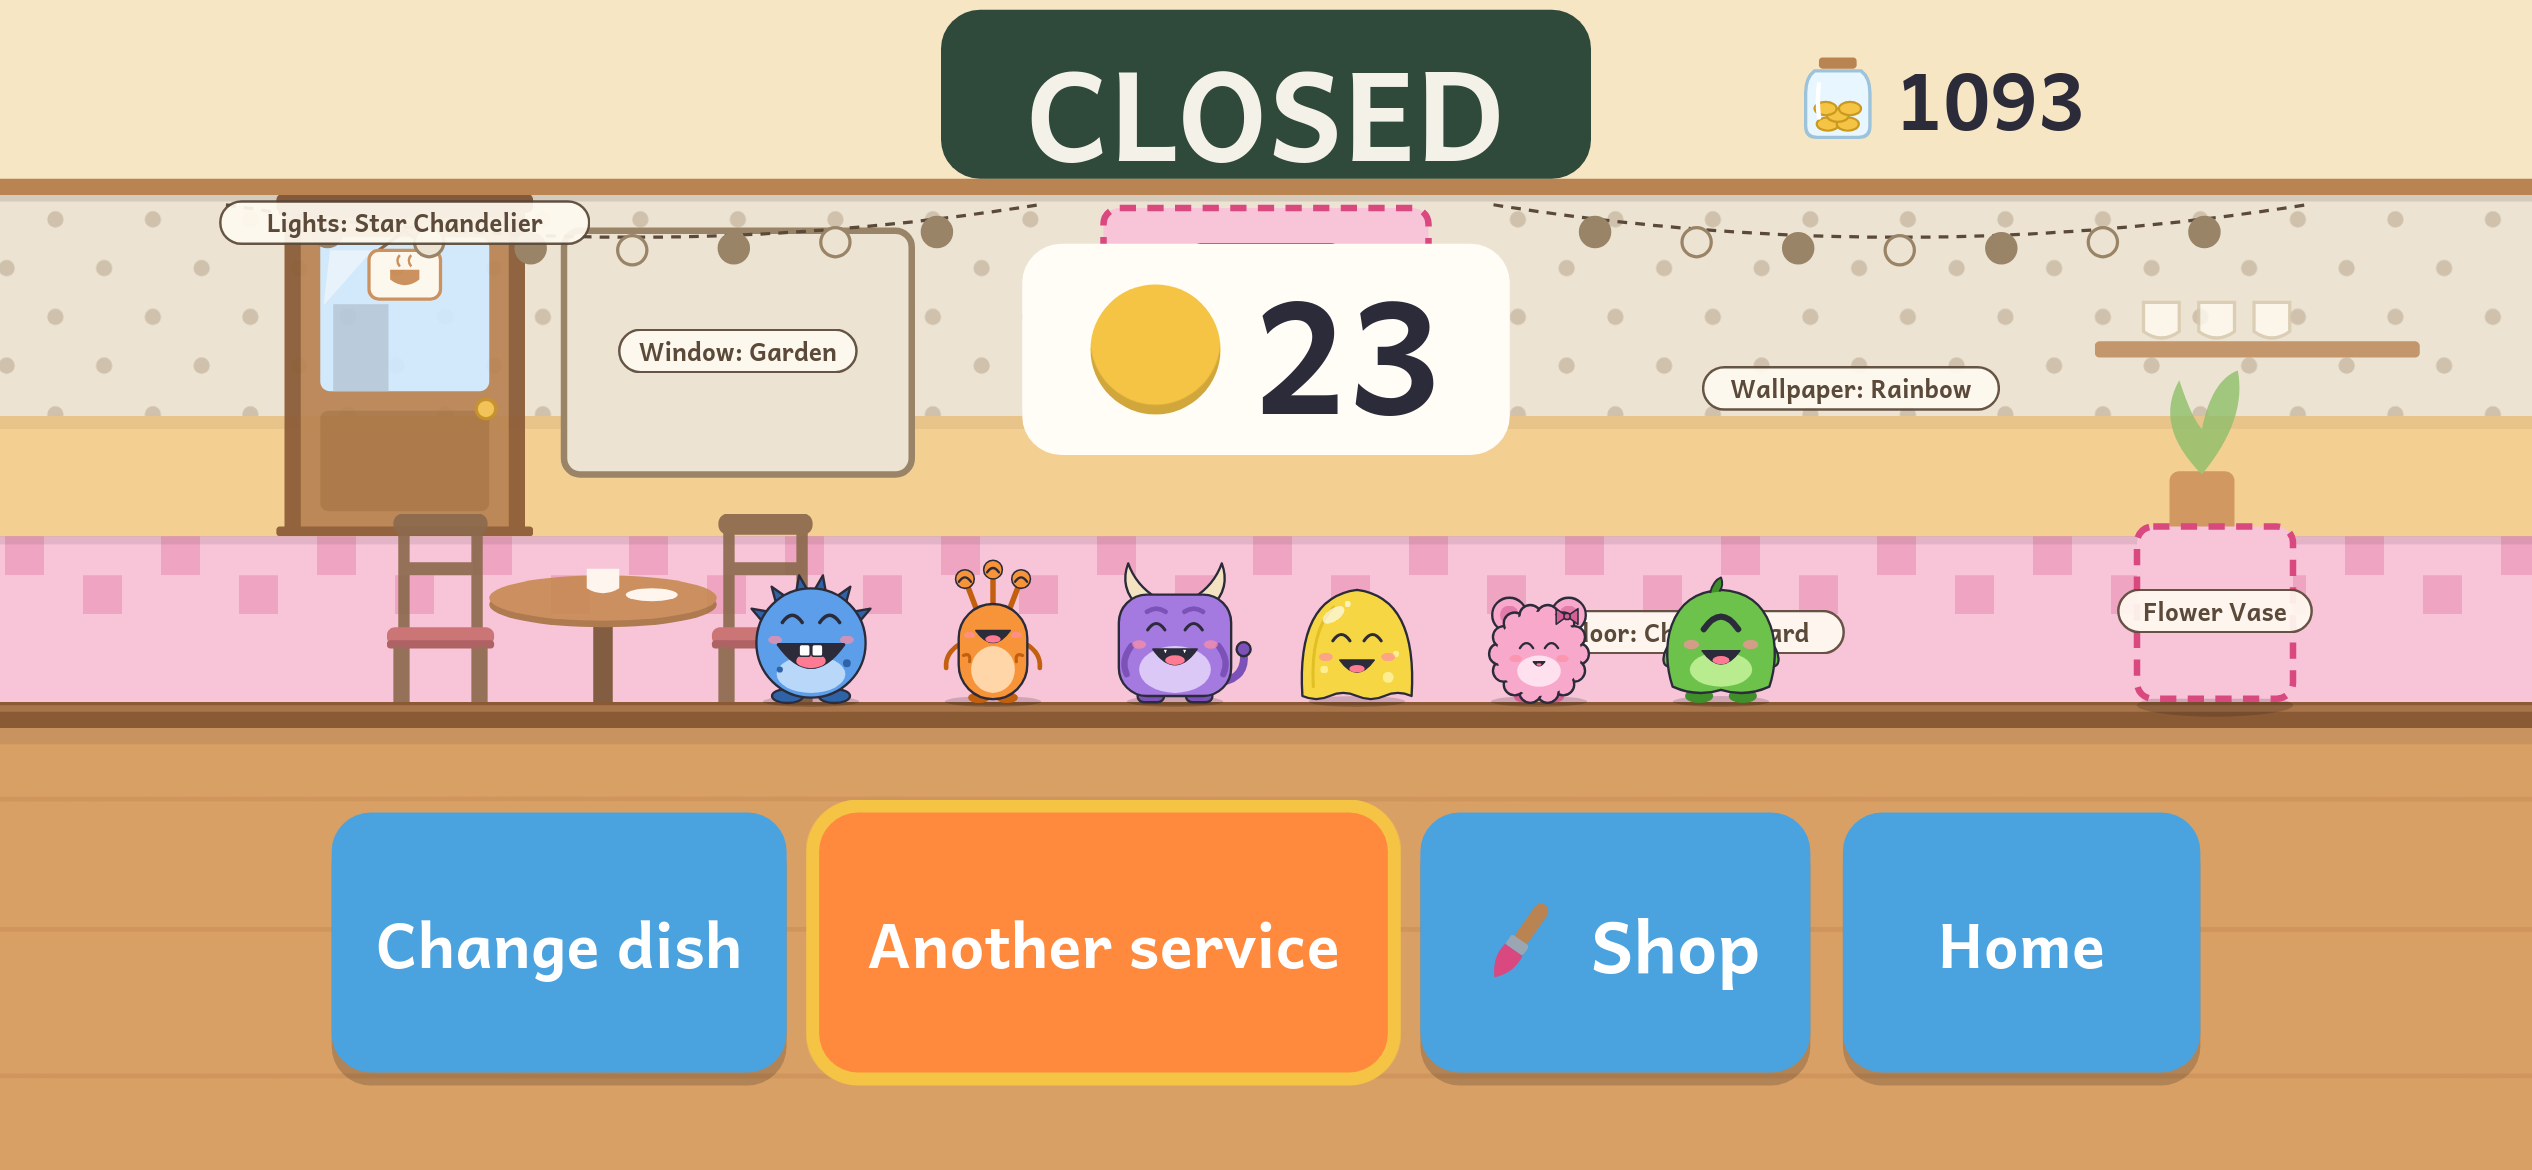 CLOSED
1093
Lights: Star Chandelier
23
Window: Garden
Wallpaper: Rainbow
Flower Vase
Change dish
Another service
Shop
Home